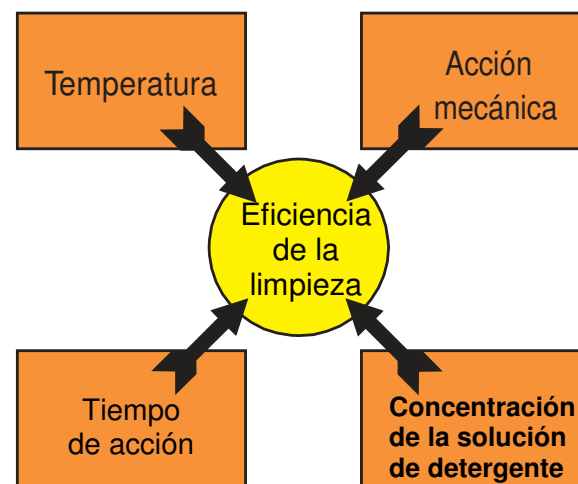 Temperatura
Acción
mecánica
Eficiencia
de la
limpieza
Tiempo
de acción
Concentración
de la solución
de detergente